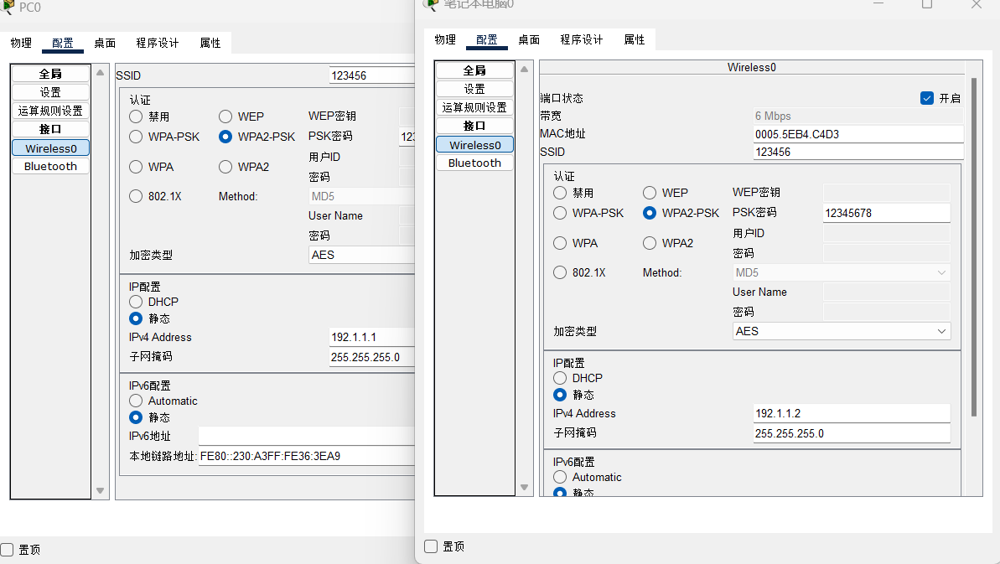 PC0
物理 配置 桌面 程序设计 属性
全局
设置
运算规则设置
接口
Wireless0
Bluetooth
SSID 123456
认证
禁用 WEP WEP密钥
WPA-PSK WPA2-PSK PSK密码 123
用户ID
WPA WPA2
密码
802.1X Method: MD5
User Name
密码
加密类型 AES
IP配置
DHCP
静态
IPv4 Address 192.1.1.1
子网掩码 255.255.255.0
IPv6配置
Automatic
静态
IPv6地址
本地链路地址: FE80::230:A3FF:FE36:3EA9
置顶
笔记本电脑0
物理 配置 桌面 程序设计 属性
全局
设置
运算规则设置
接口
Wireless0
Bluetooth
Wireless0
端口状态 开启
带宽 6 Mbps
MAC地址 0005.5EB4.C4D3
SSID 123456
认证
禁用 WEP WEP密钥
WPA-PSK WPA2-PSK PSK密码 12345678
用户ID
WPA WPA2
密码
802.1X Method: MD5
User Name
密码
加密类型 AES
IP配置
DHCP
静态
IPv4 Address 192.1.1.2
子网掩码 255.255.255.0
IPv6配置
Automatic
静态
置顶